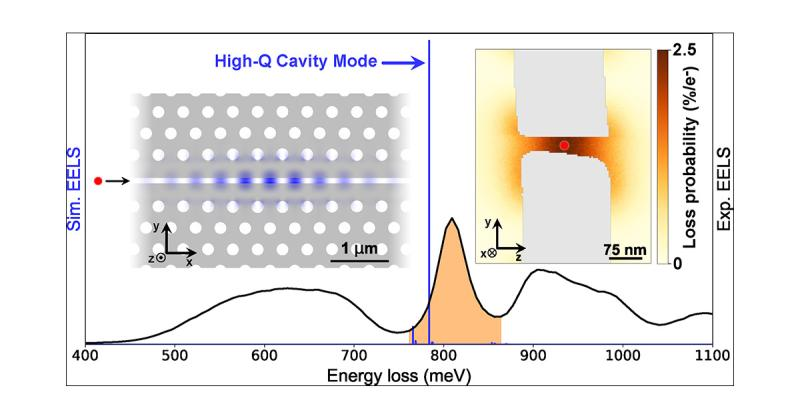 High-Q Cavity Mode
2.5
Loss probability (%/e-)
0
Sim. EELS
Exp. EELS
y
z
x
1 µm
y
x
z
75 nm
400
500
600
700
800
900
1000
1100
Energy loss (meV)